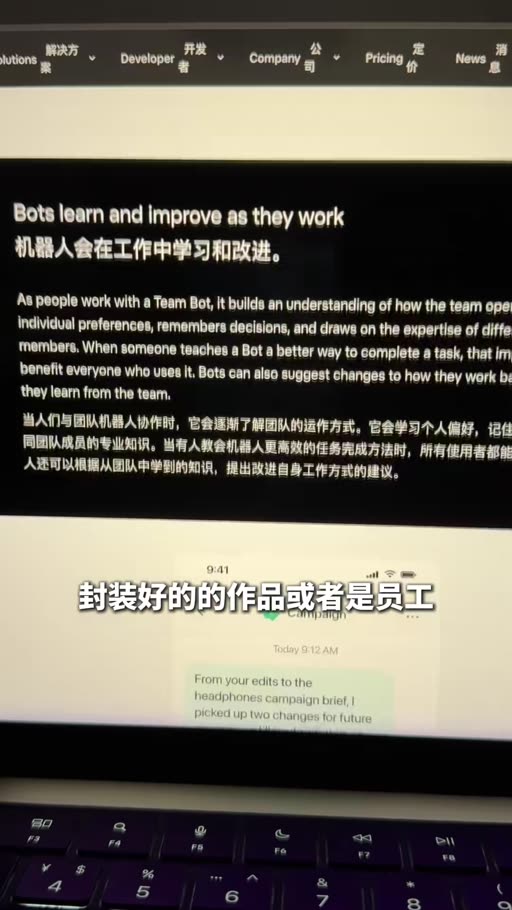 解决方
案
Developer 开发
者
Company 公
司
Pricing 定
价
News 消
息
Bots learn and improve as they work
机器人会在工作中学习和改进。
As people work with a Team Bot, it builds an understanding of how the team
individual preferences, remembers decisions, and draws on the expertise of
members. When someone teaches a Bot a better way to complete a task, that
benefit everyone who uses it. Bots can also suggest changes to how they work
they learn from the team.
当人们与团队机器人协作时，它会逐渐了解团队的运作方式。它会学习个人偏好，记住
同团队成员的专业知识。当有人教会机器人更高效的任务完成方法时，所有使用者都能
人还可以根据从团队中学到的知识，提出改进自身工作方式的建议。
9:41
封装好的的作品或者是员工
Campaign
Today 9:12 AM
From your edits to the
headphones campaign brief, I
picked up two changes for future
F3 F4 F5 F6 F7 F8
¥ $ % … ^ & *
4 5 6 7 8